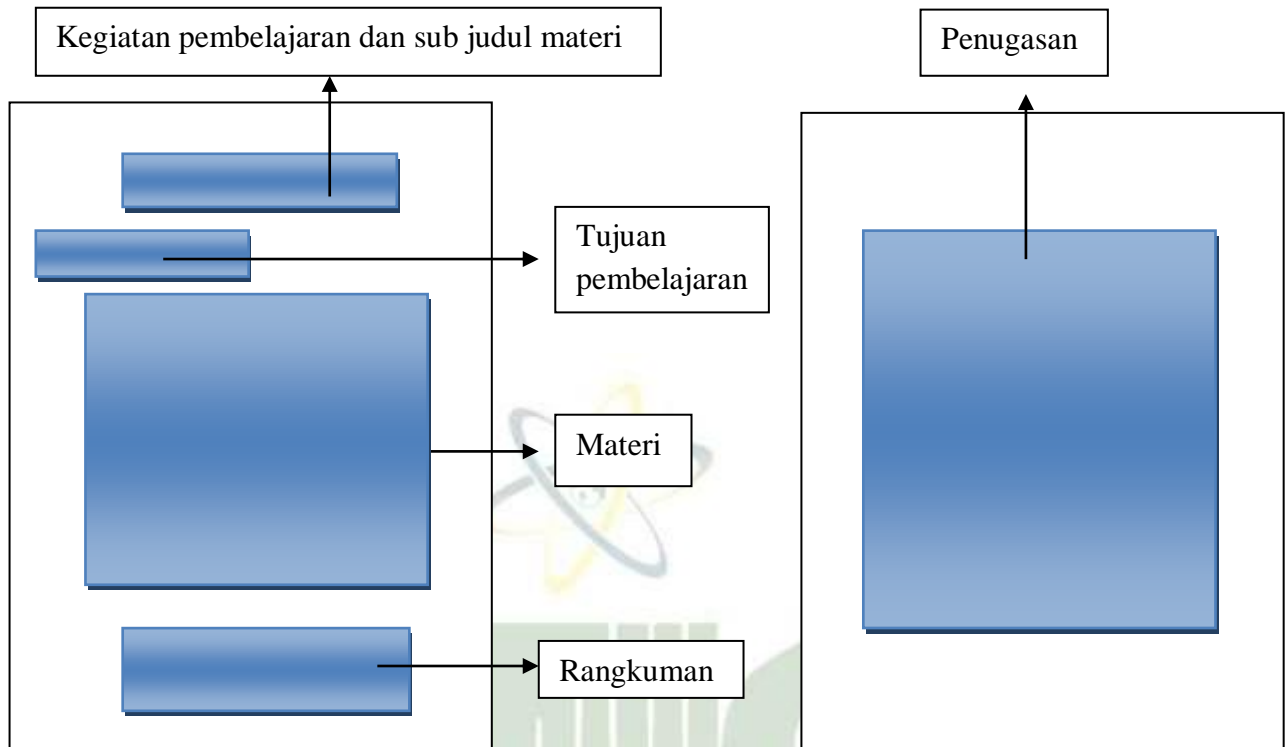 Kegiatan pembelajaran dan sub judul materi
Penugasan
Tujuan
pembelajaran
Materi
Rangkuman